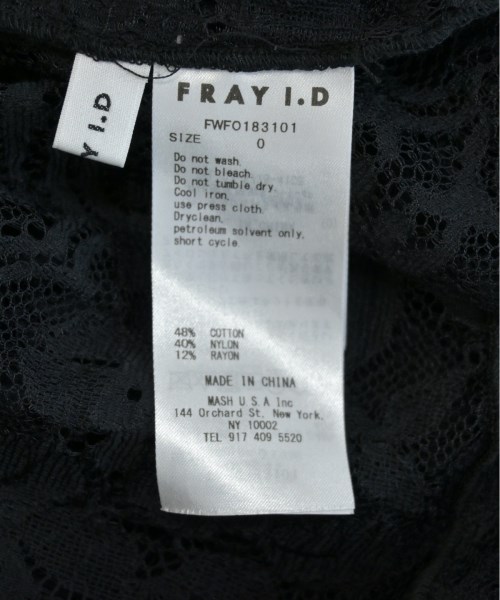 FRAY I.D
FWFO183101
SIZE 0
Do not wash.
Do not bleach.
Do not tumble dry.
Cool iron.
use press cloth.
Dryclean.
petroleum solvent only.
short cycle
48% COTTON
40% NYLON
12% RAYON
MADE IN CHINA
MASH U.S.A Inc
144 Orchard St. New York.
NY 10002
TEL 917 409 5520
Y I.D